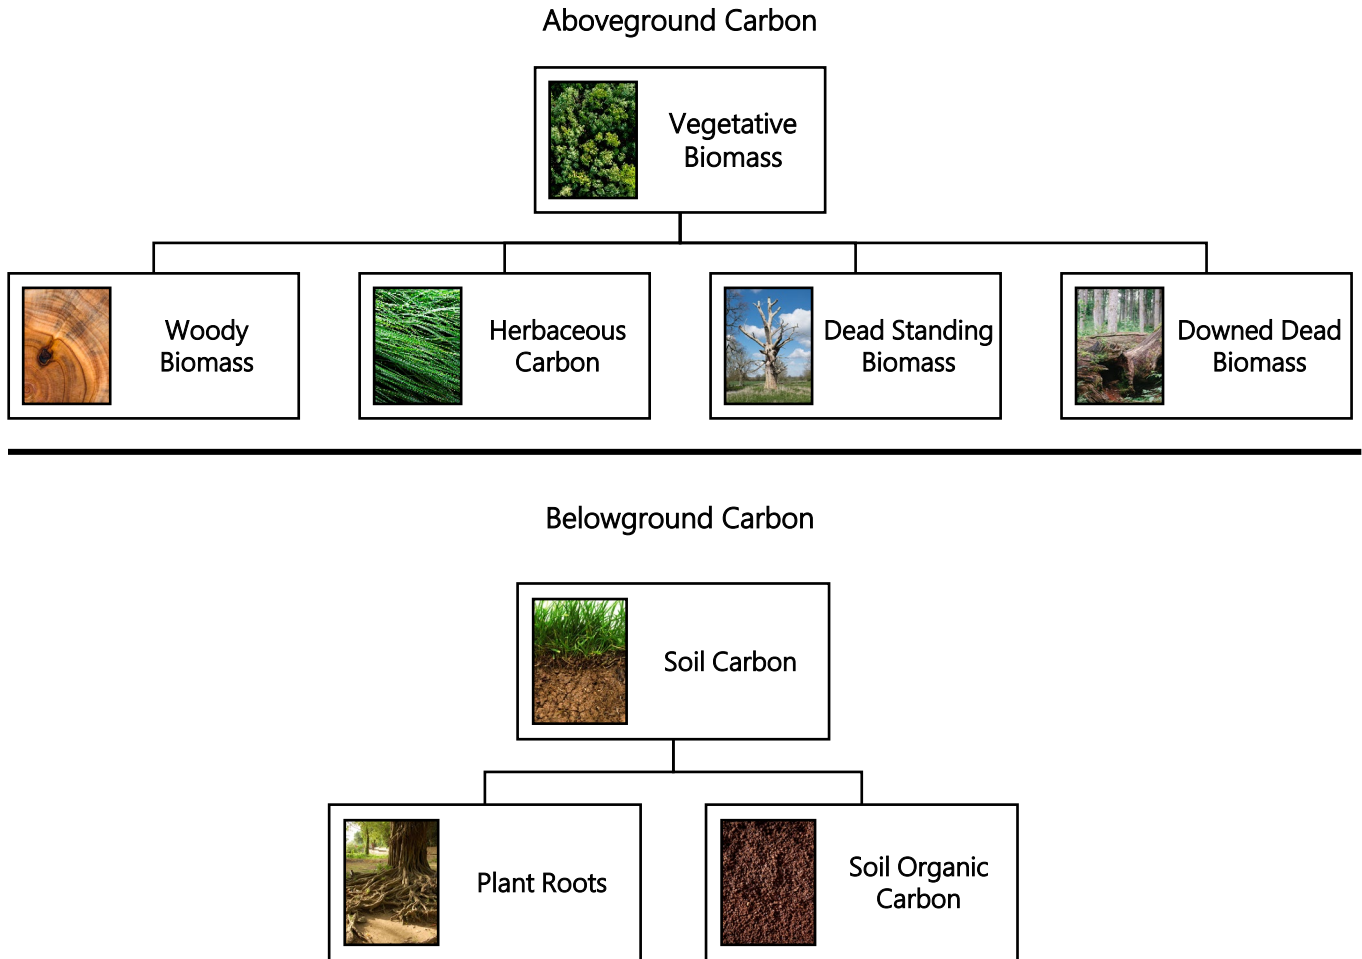 Aboveground Carbon
Vegetative
Biomass
Woody
Biomass
Herbaceous
Carbon
Dead Standing
Biomass
Downed Dead
Biomass
Belowground Carbon
Soil Carbon
Plant Roots
Soil Organic
Carbon